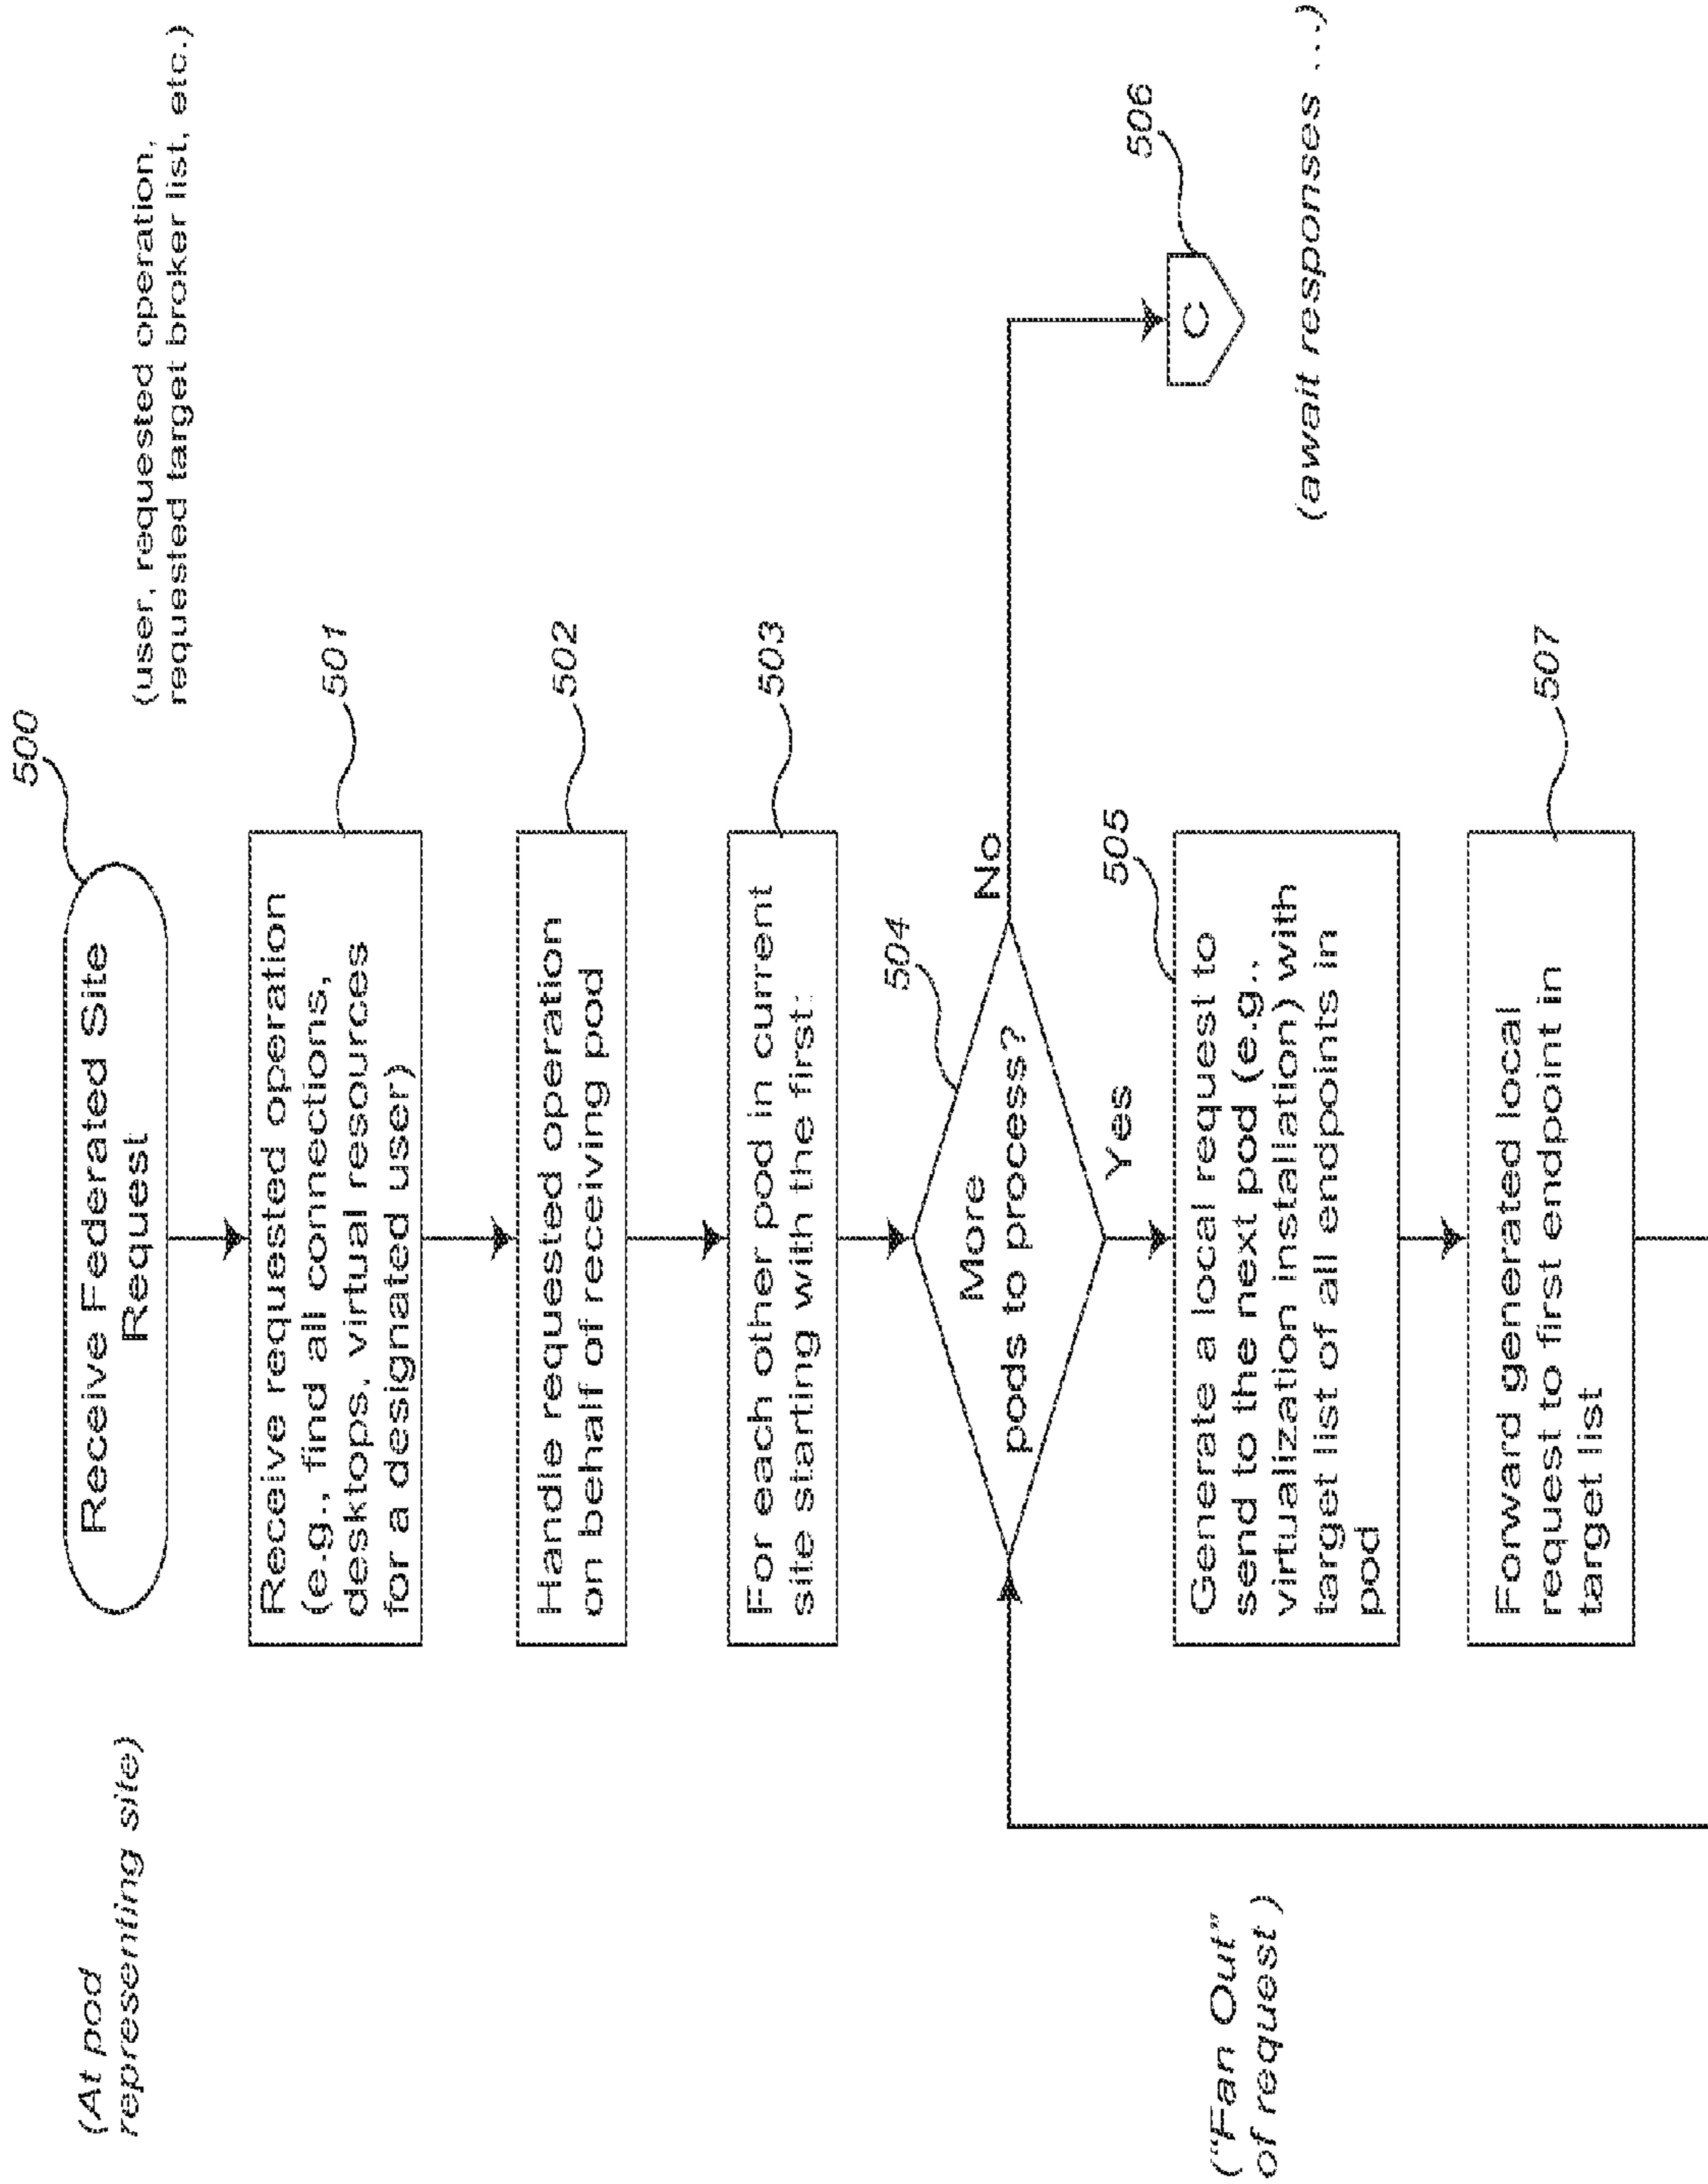 (At pod
representing site)
500
Receive Federated Site
Request
(user, requested operation,
requested target broker list, etc.)
501
Receive requested operation
(e.g., find all connections,
desktops, virtual resources
for a designated user)
502
Handle requested operation
on behalf of receiving pod
503
For each other pod in current
site starting with the first:
504
More
pods to process?
No
Yes
506
C
(await responses ...)
("Fan Out"
of request )
505
Generate a local request to
send to the next pod (e.g.,
virtualization installation) with
target list of all endpoints in
pod
507
Forward generated local
request to first endpoint in
target list